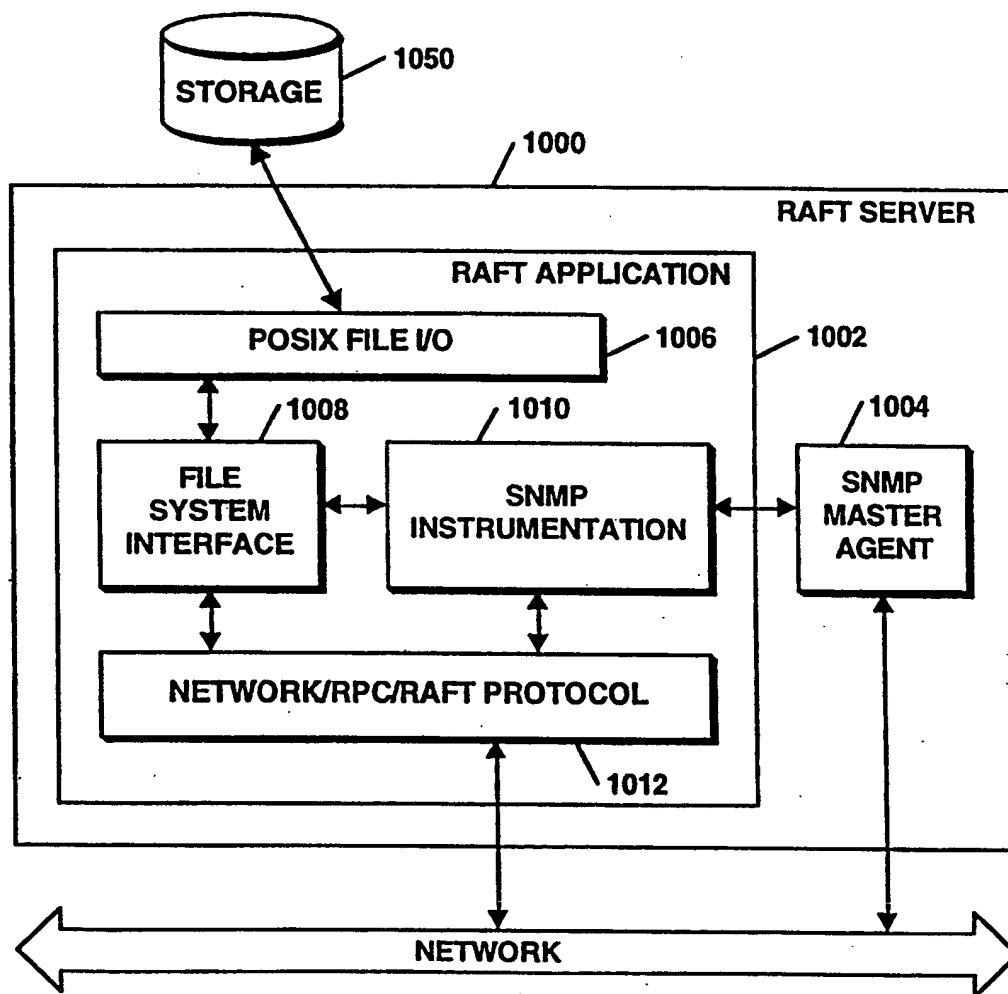 STORAGE
1050
1000
RAFT SERVER
RAFT APPLICATION
POSIX FILE I/O
1006
1002
1008
1010
1004
FILE
SYSTEM
INTERFACE
SNMP
INSTRUMENTATION
SNMP
MASTER
AGENT
NETWORK/RPC/RAFT PROTOCOL
1012
NETWORK